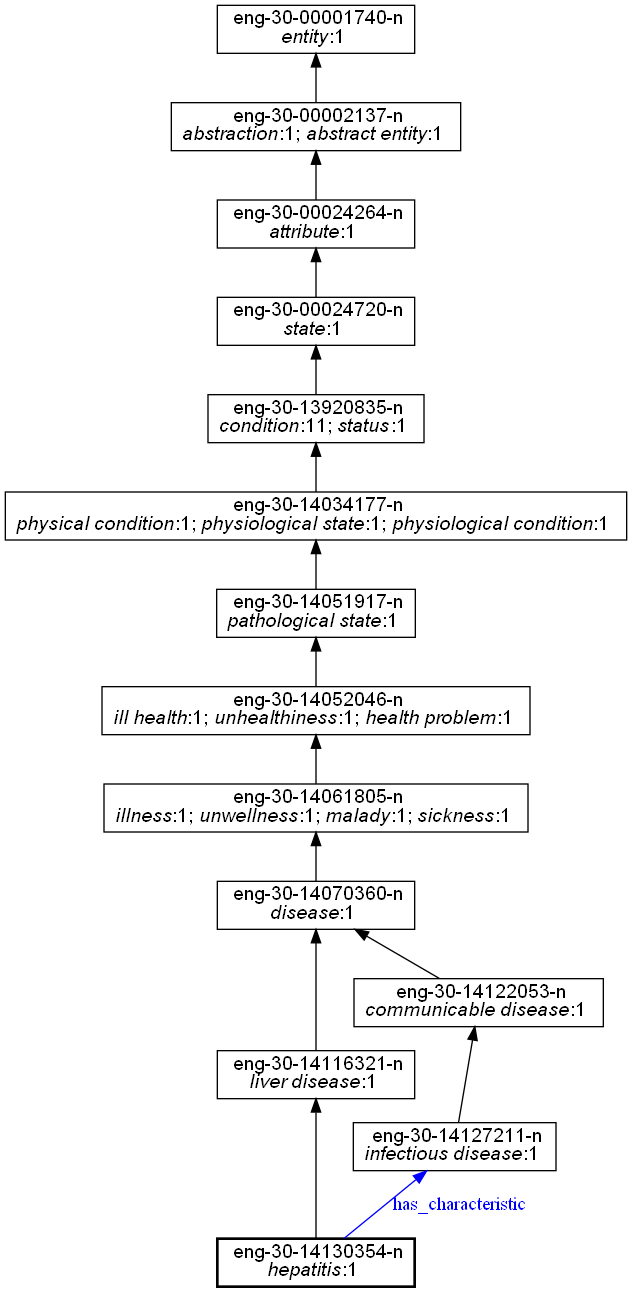 eng-30-00001740-n
entity:1
eng-30-00002137-n
abstraction:1; abstract entity:1
eng-30-00024264-n
attribute:1
eng-30-00024720-n
state:1
eng-30-13920835-n
condition:11; status:1
eng-30-14034177-n
physical condition:1; physiological state:1; physiological condition:1
eng-30-14051917-n
pathological state:1
eng-30-14052046-n
ill health:1; unhealthiness:1; health problem:1
eng-30-14061805-n
illness:1; unwellness:1; malady:1; sickness:1
eng-30-14070360-n
disease:1
eng-30-14122053-n
communicable disease:1
eng-30-14116321-n
liver disease:1
eng-30-14127211-n
infectious disease:1
has_characteristic
eng-30-14130354-n
hepatitis:1